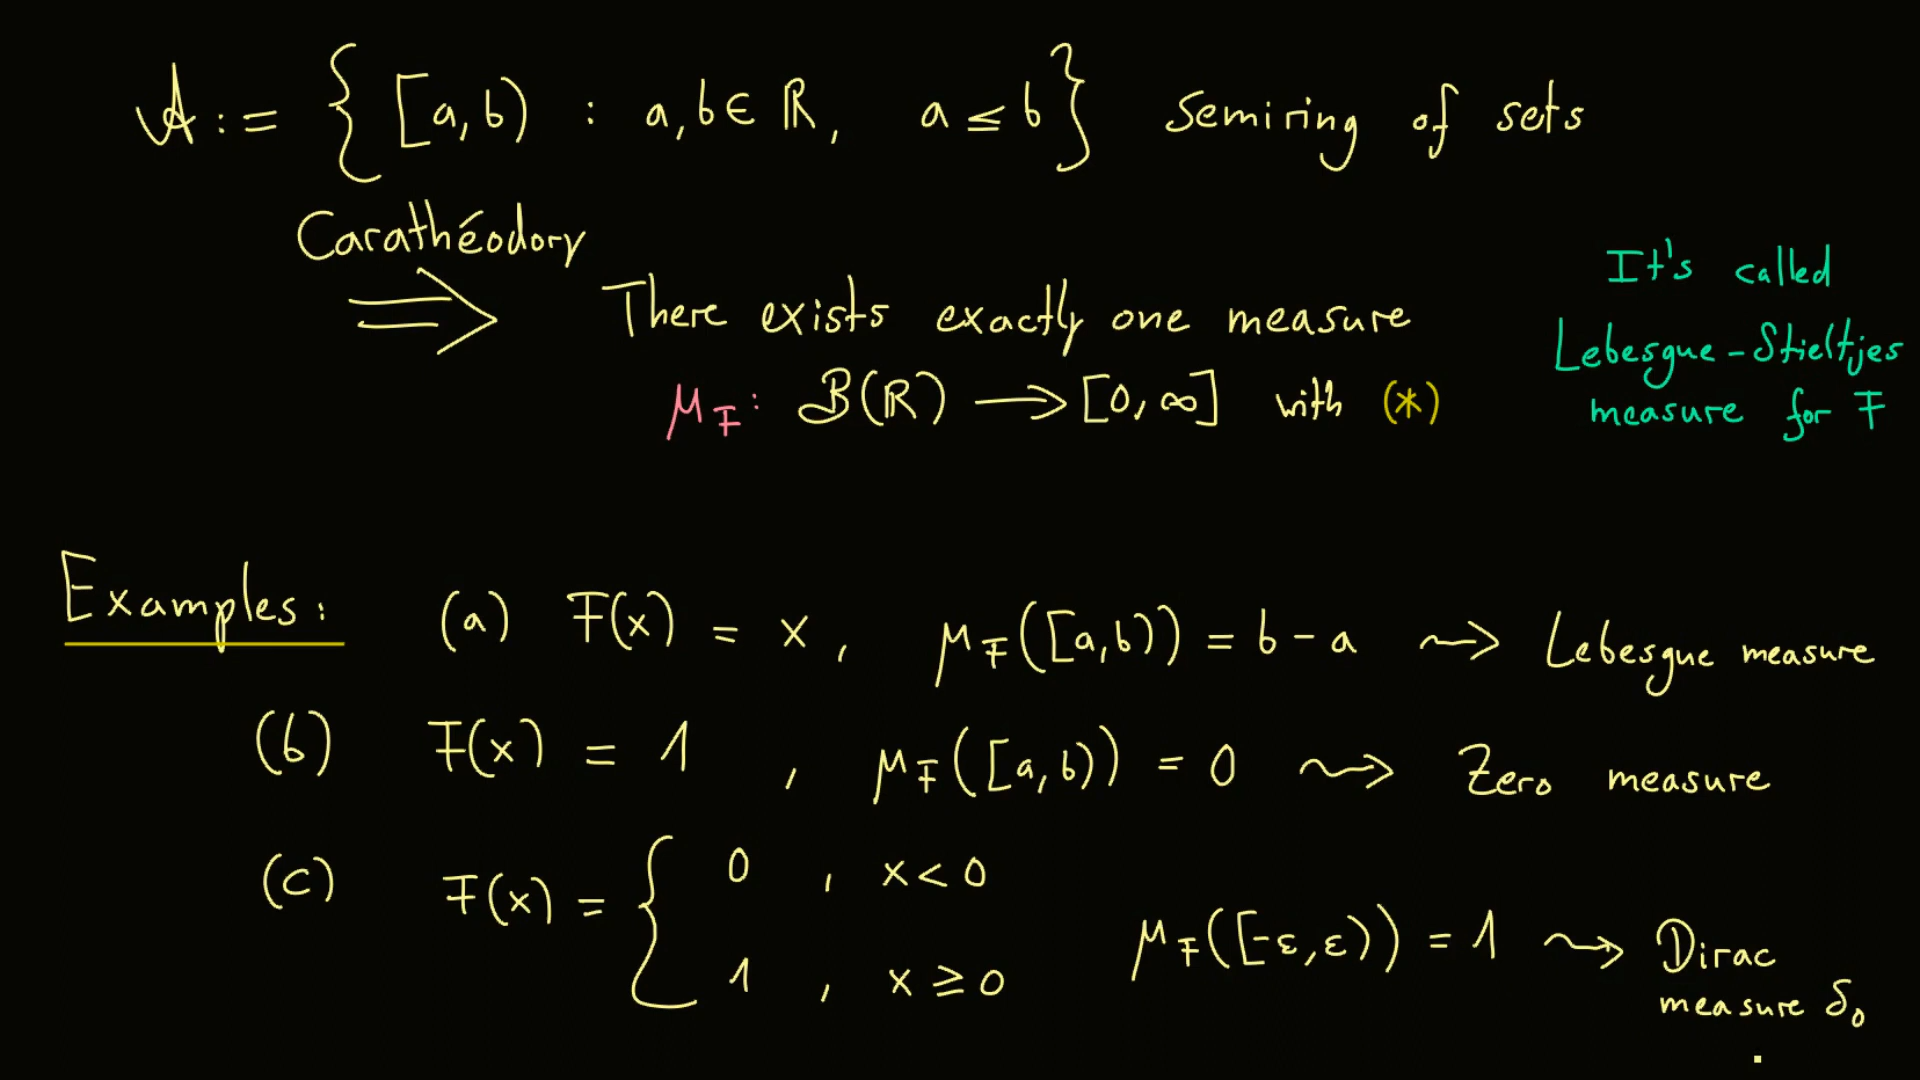 A := { [a,b) : a,b ∈ ℝ, a ≤ b } semiring of sets
Carathéodory
⟹ There exists exactly one measure
μ_F : B(ℝ) ⟶ [0,∞] with (*)
It's called
Lebesgue-Stieltjes
measure for F
Examples: (a) F(x) = x , μ_F([a,b)) = b - a ⤳ Lebesgue measure
(b) F(x) = 1 , μ_F([a,b)) = 0 ⤳ Zero measure
(c) F(x) = { 0 , x < 0
1 , x ≥ 0
μ_F([-ε,ε)) = 1 ⤳ Dirac
measure δ_0